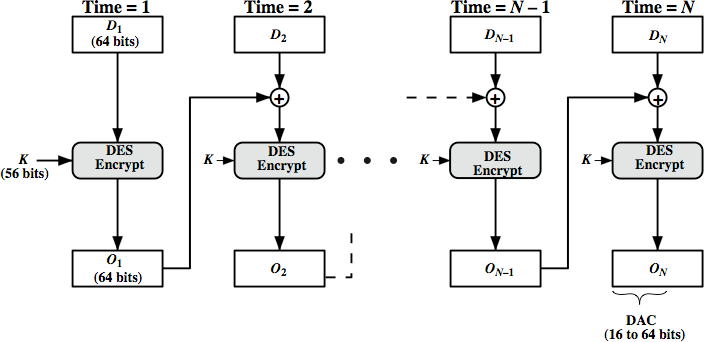 Time = 1 Time = 2 Time = N – 1 Time = N
D1 D2 DN–1 DN
(64 bits)
+ + +
DES DES DES DES
K Encrypt K Encrypt K Encrypt K Encrypt
(56 bits)
O1 O2 ON–1 ON
(64 bits)
DAC
(16 to 64 bits)